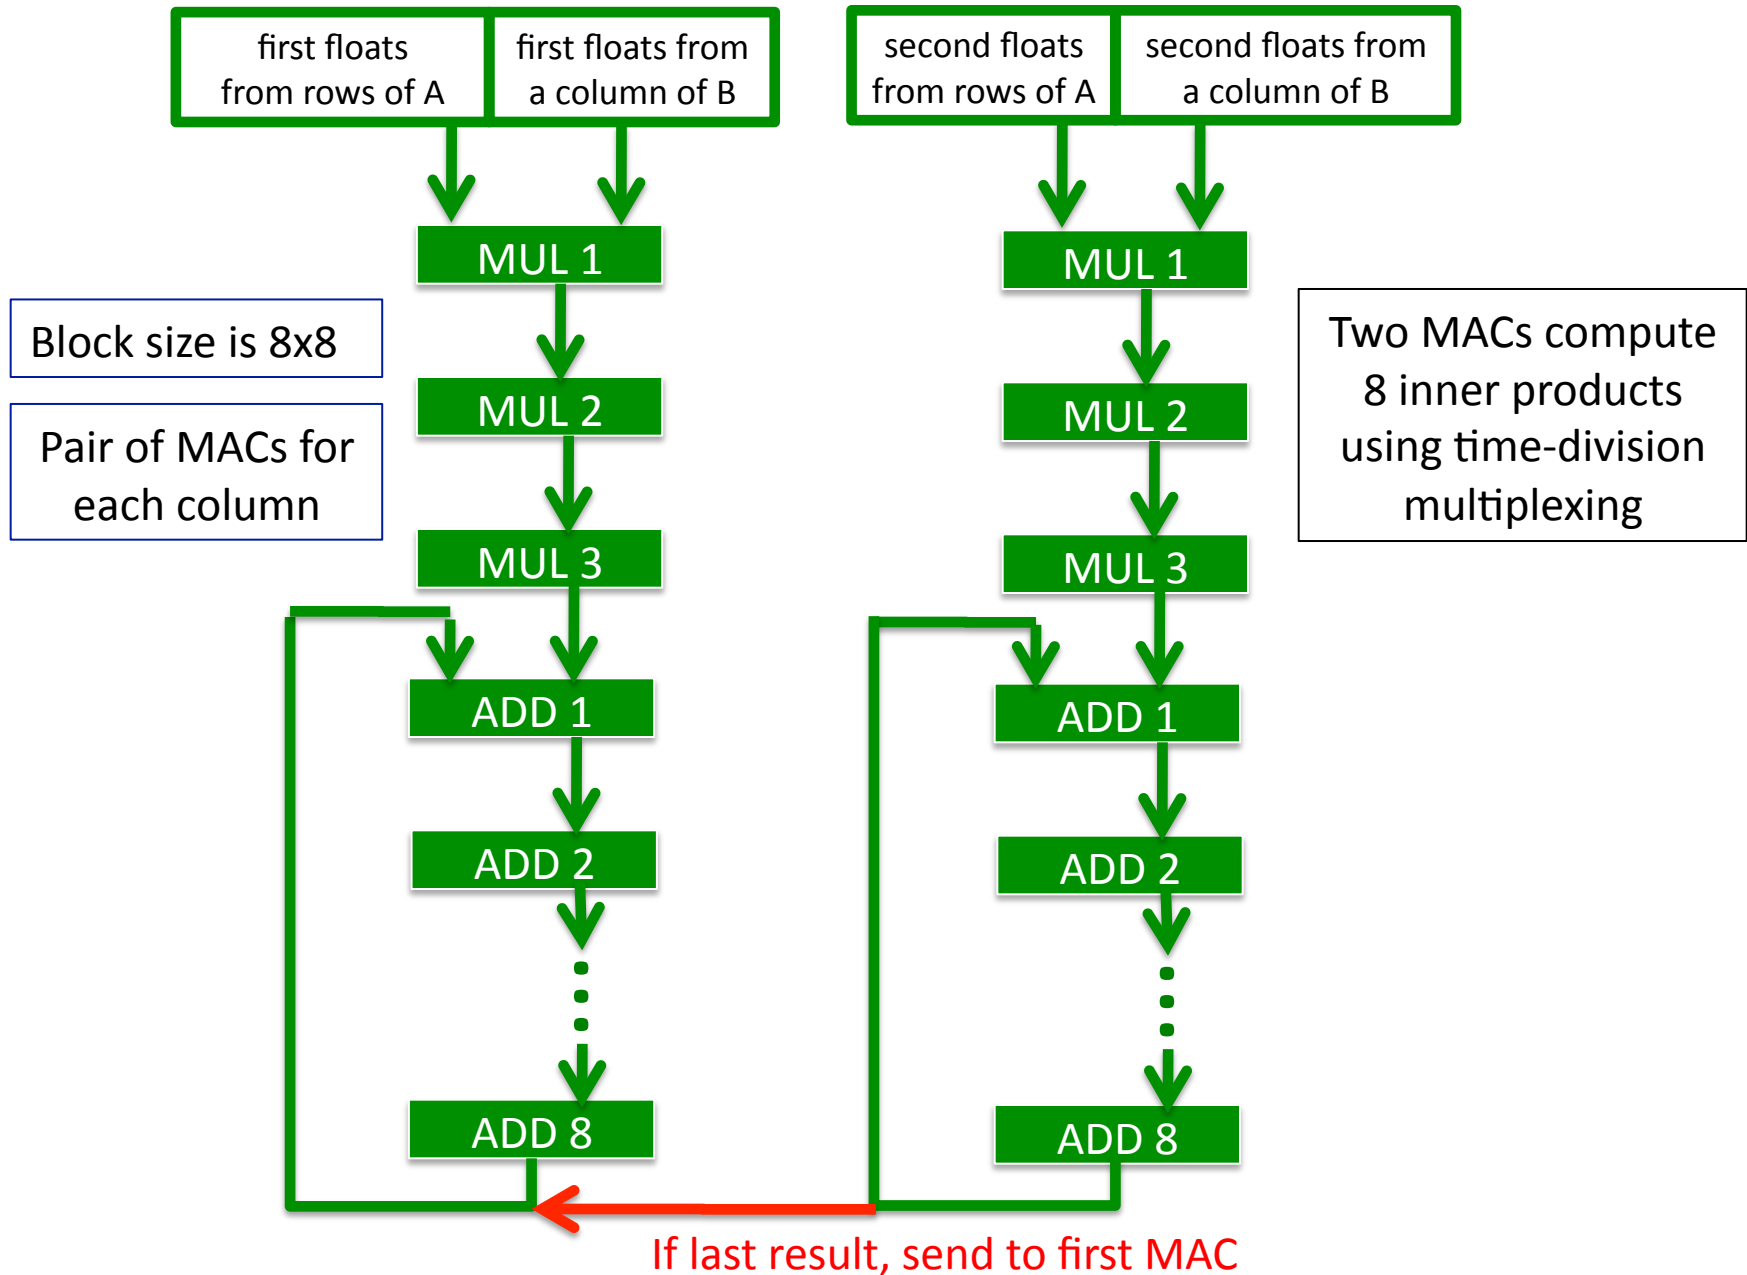 first floats
from rows of A
first floats from
a column of B
second floats
from rows of A
second floats from
a column of B
MUL 1
MUL 1
Block size is 8x8
Two MACs compute
8 inner products
using time-division
multiplexing
MUL 2
MUL 2
Pair of MACs for
each column
MUL 3
MUL 3
ADD 1
ADD 1
ADD 2
ADD 2
ADD 8
ADD 8
If last result, send to first MAC